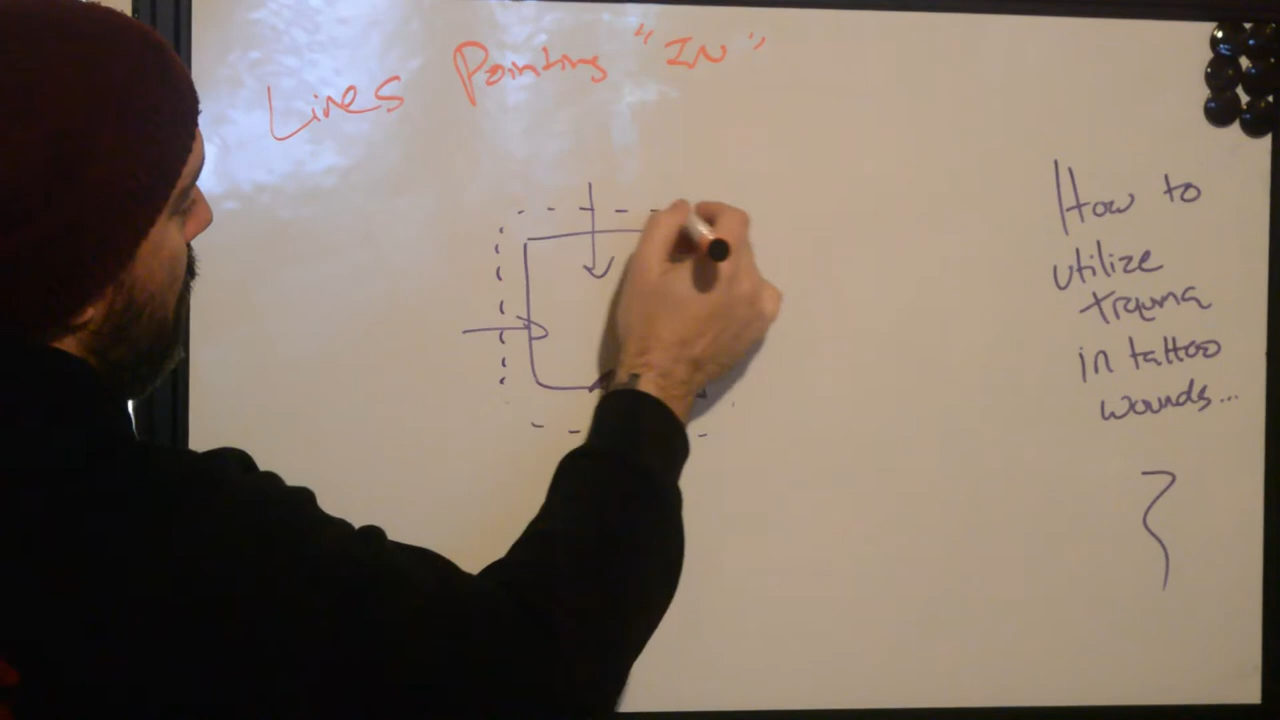 Lines Pointing "IN"
How to
utilize
trauma
in tattoo
wounds...